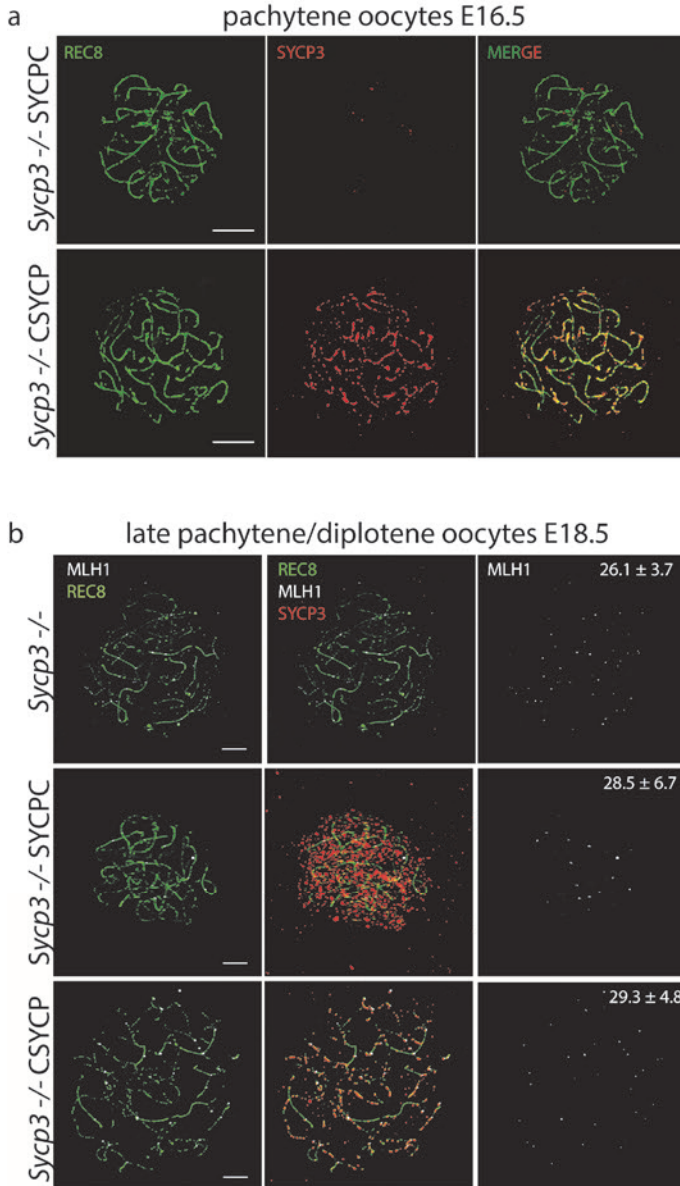 a
pachytene oocytes E16.5
Sycp3 -/- SYCPC
REC8
SYCP3
MERGE
Sycp3 -/- CSYCP
b
late pachytene/diplotene oocytes E18.5
Sycp3 -/-
MLH1
REC8
REC8
MLH1
SYCP3
MLH1
26.1 ± 3.7
Sycp3 -/- SYCPC
28.5 ± 6.7
Sycp3 -/- CSYCP
29.3 ± 4.8